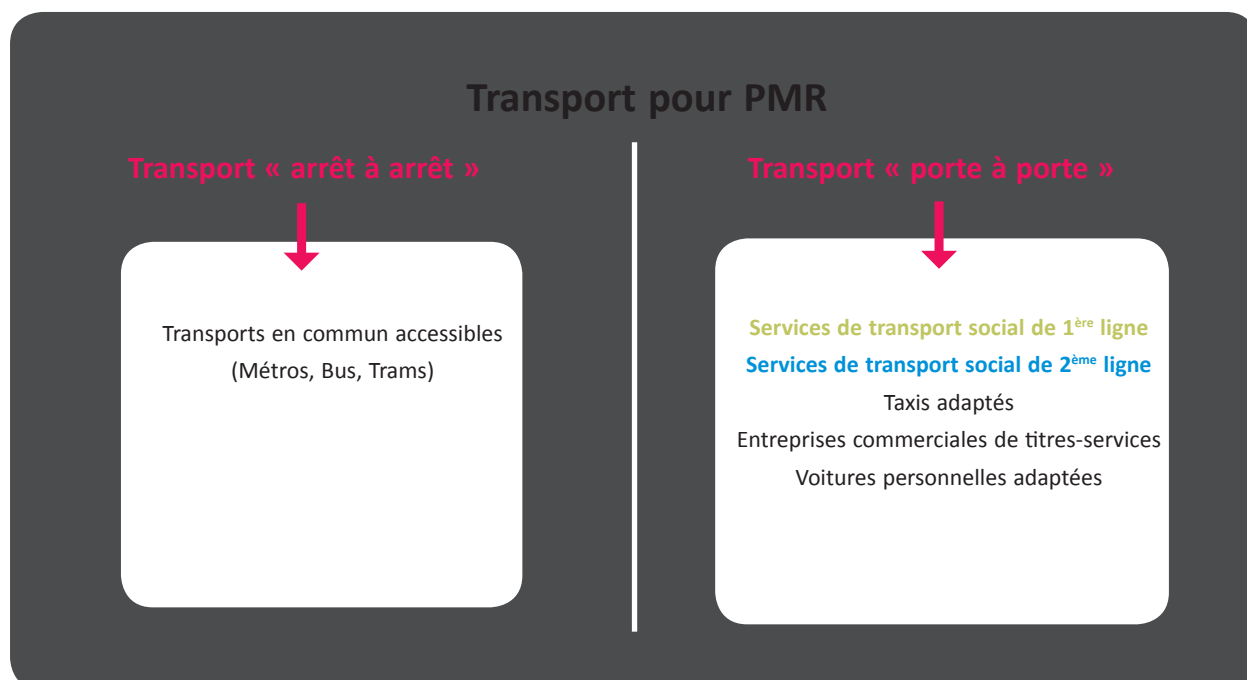 Transport pour PMR
Transport « arrêt à arrêt »
Transports en commun accessibles
(Métros, Bus, Trams)
Transport « porte à porte »
Services de transport social de 1ère ligne
Services de transport social de 2ème ligne
Taxis adaptés
Entreprises commerciales de titres-services
Voitures personnelles adaptées